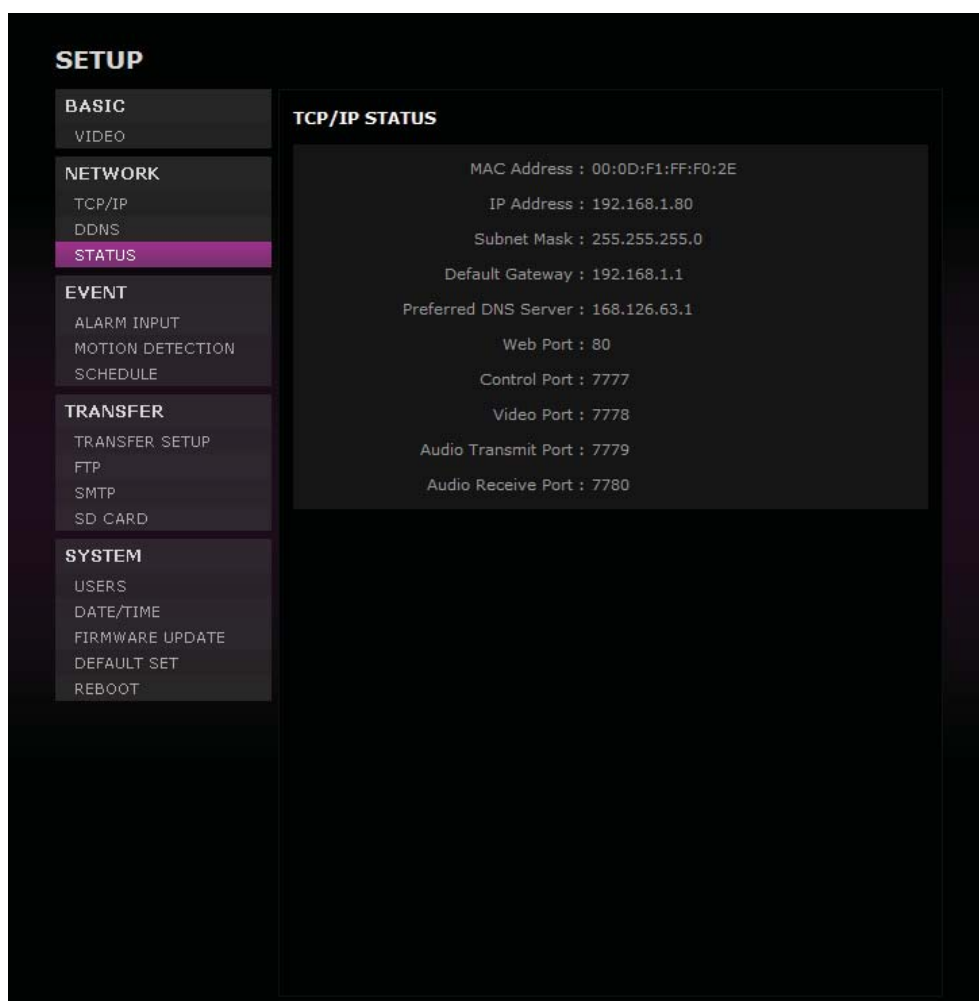 SETUP
BASIC
VIDEO
NETWORK
TCP/IP
DDNS
STATUS
EVENT
ALARM INPUT
MOTION DETECTION
SCHEDULE
TRANSFER
TRANSFER SETUP
FTP
SMTP
SD CARD
SYSTEM
USERS
DATE/TIME
FIRMWARE UPDATE
DEFAULT SET
REBOOT
TCP/IP STATUS
MAC Address : 00:0D:F1:FF:F0:2E
IP Address : 192.168.1.80
Subnet Mask : 255.255.255.0
Default Gateway : 192.168.1.1
Preferred DNS Server : 168.126.63.1
Web Port : 80
Control Port : 7777
Video Port : 7778
Audio Transmit Port : 7779
Audio Receive Port : 7780